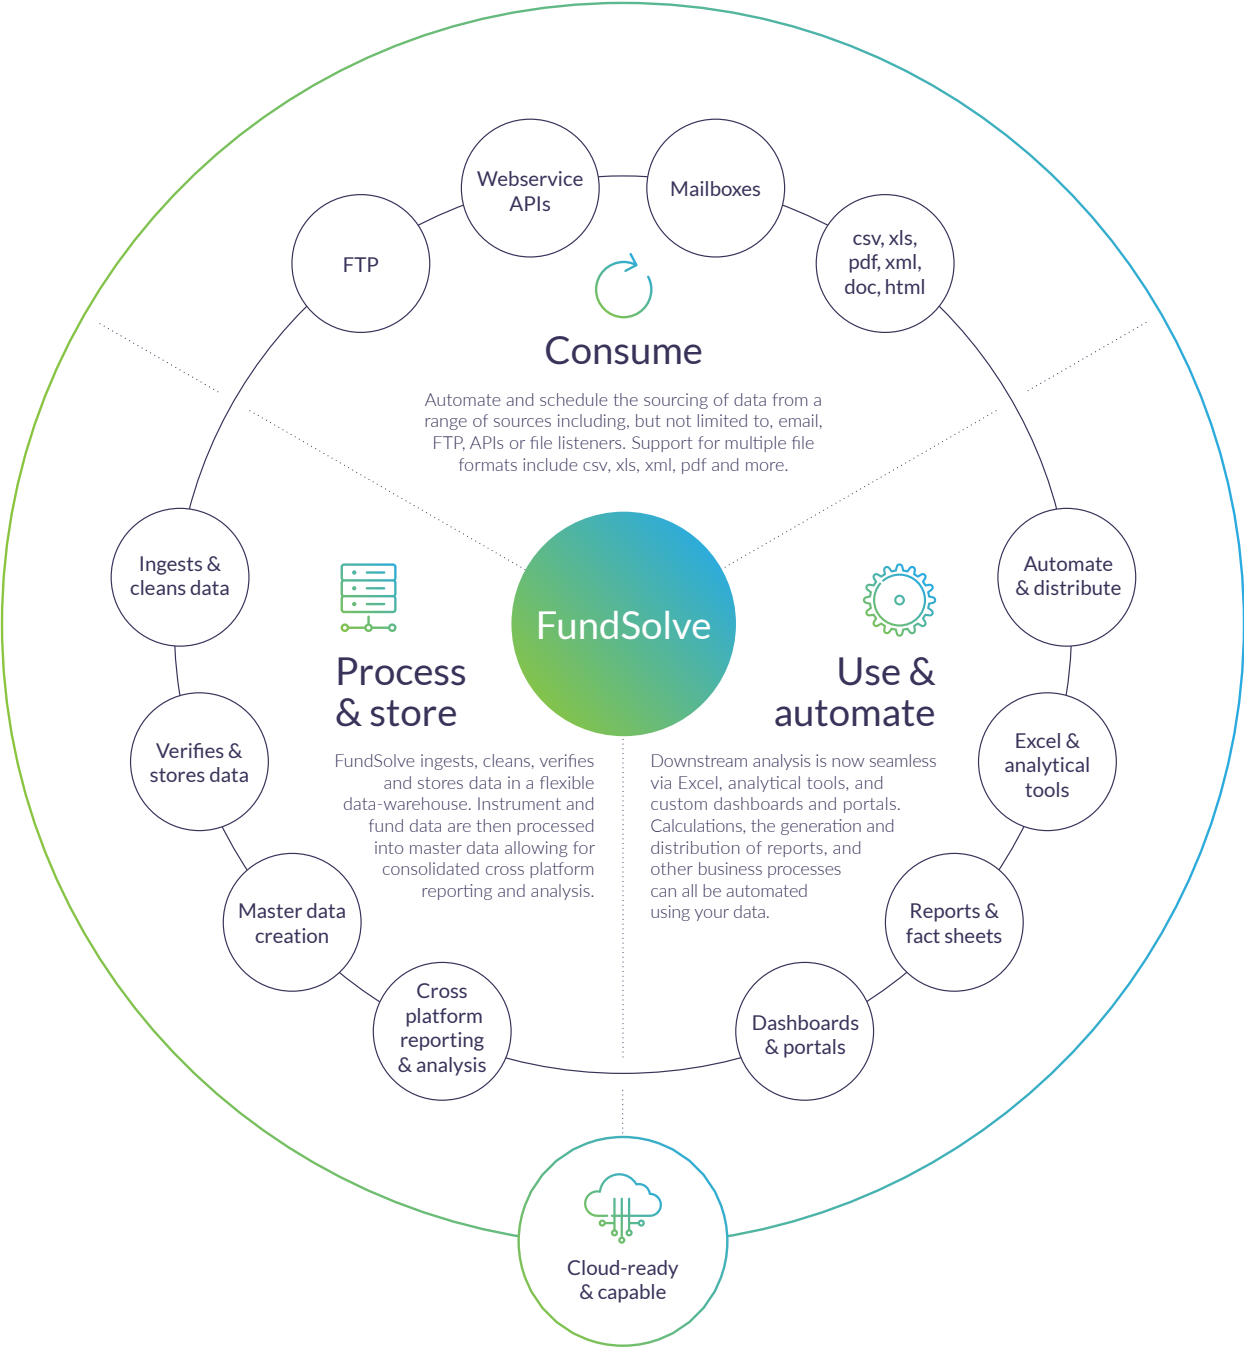 Webservice
APIs
Mailboxes
FTP
csv, xls,
pdf, xml,
doc, html
Consume
Automate and schedule the sourcing of data from a
range of sources including, but not limited to, email,
FTP, APIs or file listeners. Support for multiple file
formats include csv, xls, xml, pdf and more.
Ingests &
cleans data
Verifies &
stores data
Master data
creation
Cross
platform
reporting
& analysis
Process
& store
FundSolve ingests, cleans, verifies
and stores data in a flexible
data-warehouse. Instrument and
fund data are then processed
into master data allowing for
consolidated cross platform
reporting and analysis.
FundSolve
Use &
automate
Downstream analysis is now seamless
via Excel, analytical tools, and
custom dashboards and portals.
Calculations, the generation and
distribution of reports, and
other business processes
can all be automated
using your data.
Automate
& distribute
Excel &
analytical
tools
Reports &
fact sheets
Dashboards
& portals
Cloud-ready
& capable